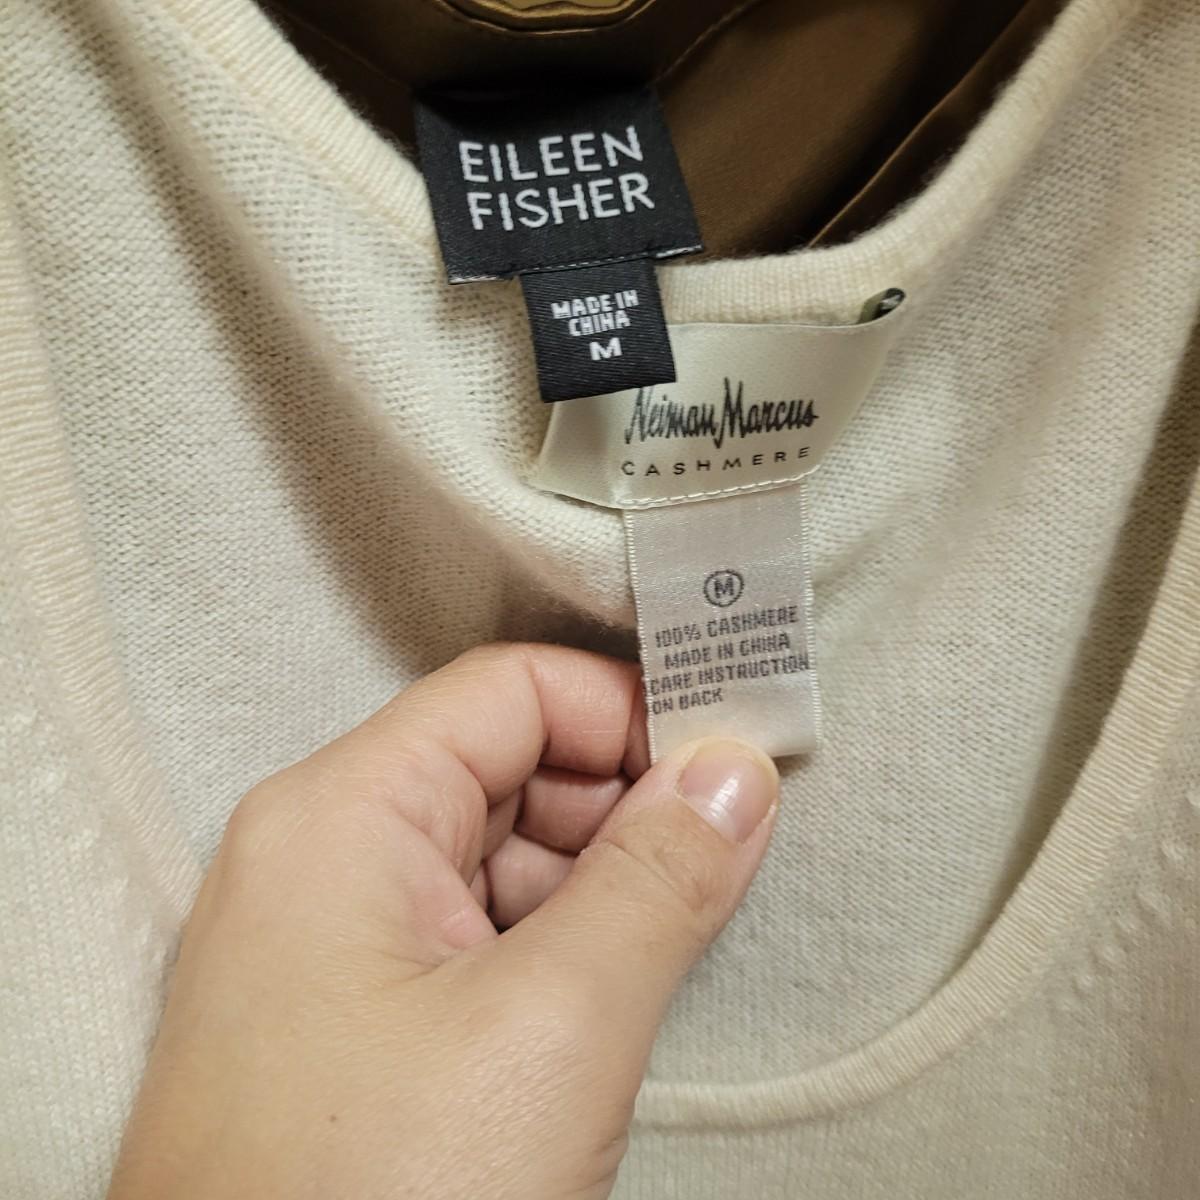 EILEEN
FISHER
MADE IN
CHINA
M
Neiman Marcus
CASHMERE
M
100% CASHMERE
MADE IN CHINA
CARE INSTRUCTION
ON BACK